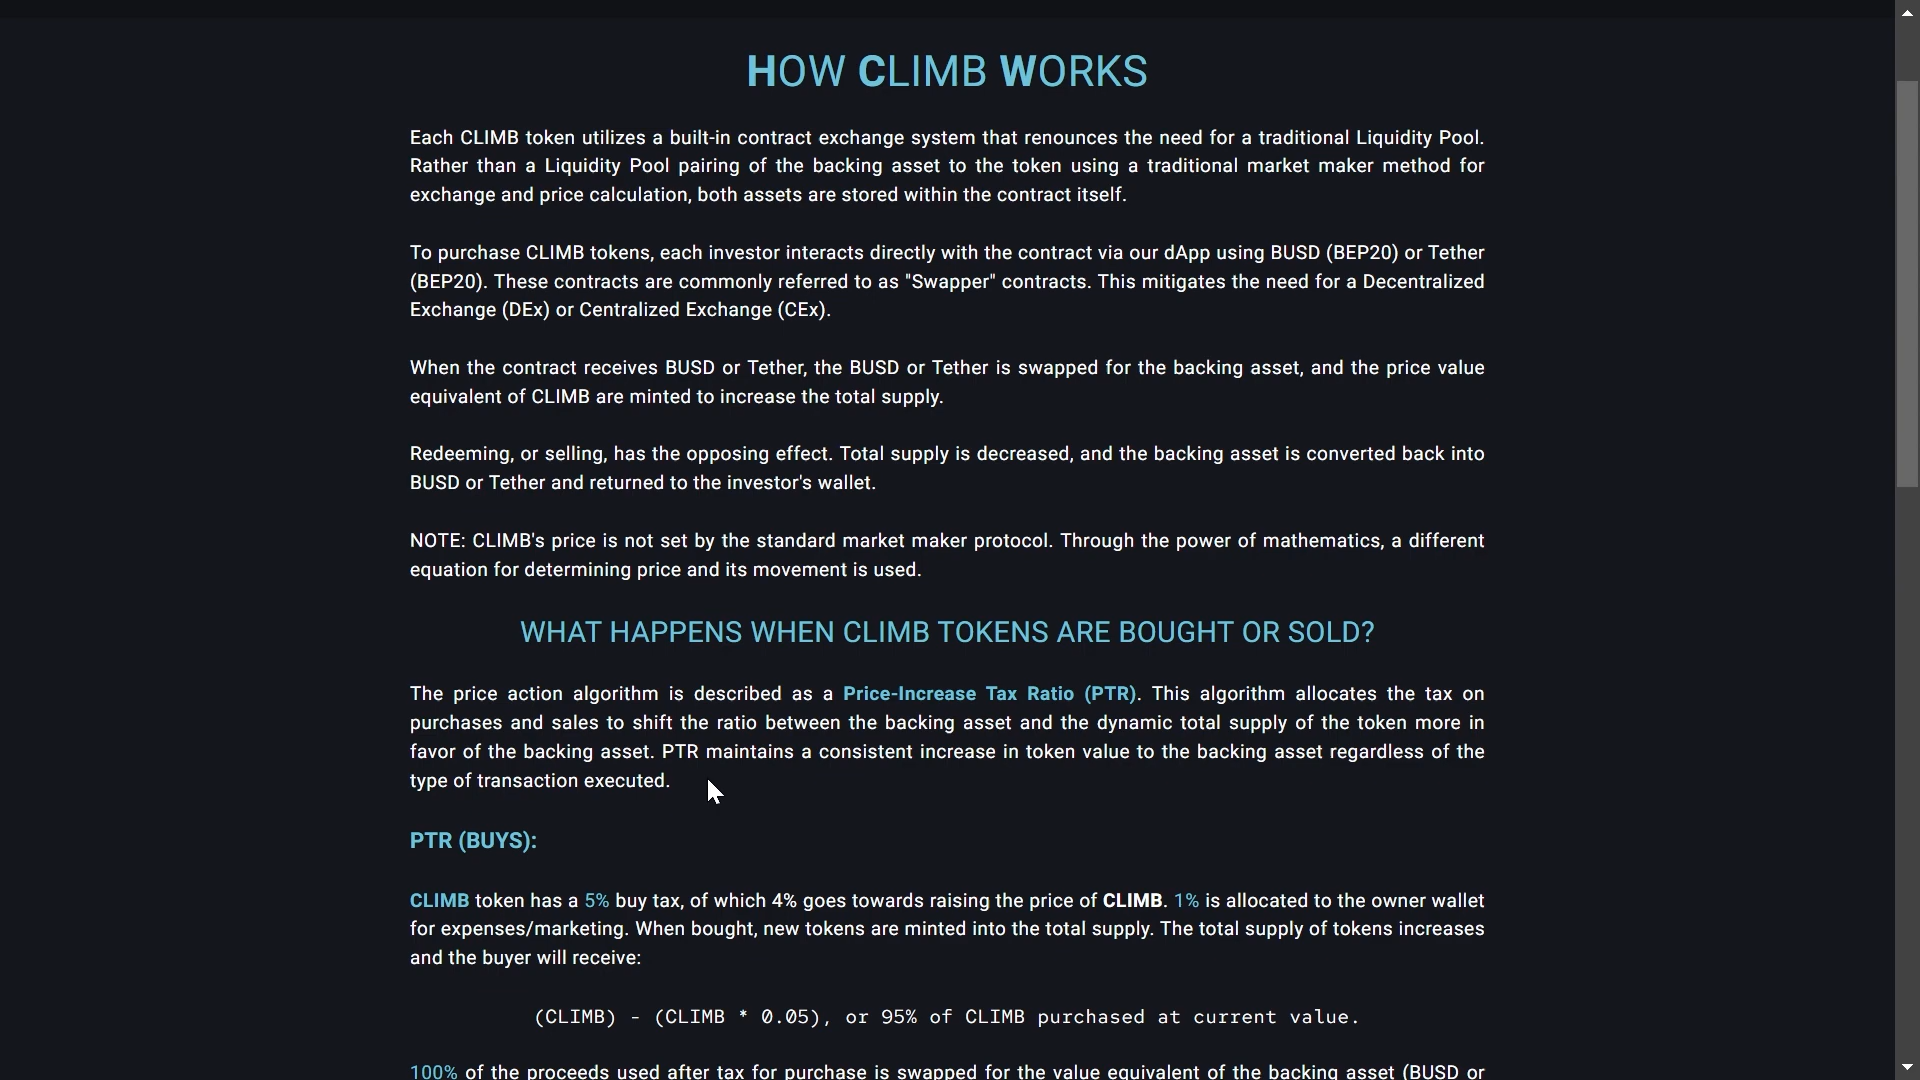 HOW CLIMB WORKS
Each CLIMB token utilizes a built-in contract exchange system that renounces the need for a traditional Liquidity Pool.
Rather than a Liquidity Pool pairing of the backing asset to the token using a traditional market maker method for
exchange and price calculation, both assets are stored within the contract itself.
To purchase CLIMB tokens, each investor interacts directly with the contract via our dApp using BUSD (BEP20) or Tether
(BEP20). These contracts are commonly referred to as "Swapper" contracts. This mitigates the need for a Decentralized
Exchange (DEx) or Centralized Exchange (CEx).
When the contract receives BUSD or Tether, the BUSD or Tether is swapped for the backing asset, and the price value
equivalent of CLIMB are minted to increase the total supply.
Redeeming, or selling, has the opposing effect. Total supply is decreased, and the backing asset is converted back into
BUSD or Tether and returned to the investor's wallet.
NOTE: CLIMB's price is not set by the standard market maker protocol. Through the power of mathematics, a different
equation for determining price and its movement is used.
WHAT HAPPENS WHEN CLIMB TOKENS ARE BOUGHT OR SOLD?
The price action algorithm is described as a Price-Increase Tax Ratio (PTR). This algorithm allocates the tax on
purchases and sales to shift the ratio between the backing asset and the dynamic total supply of the token more in
favor of the backing asset. PTR maintains a consistent increase in token value to the backing asset regardless of the
type of transaction executed.
PTR (BUYS):
CLIMB token has a 5% buy tax, of which 4% goes towards raising the price of CLIMB. 1% is allocated to the owner wallet
for expenses/marketing. When bought, new tokens are minted into the total supply. The total supply of tokens increases
and the buyer will receive:
(CLIMB) - (CLIMB * 0.05), or 95% of CLIMB purchased at current value.
100% of the proceeds used after tax for purchase is swapped for the value equivalent of the backing asset (BUSD or